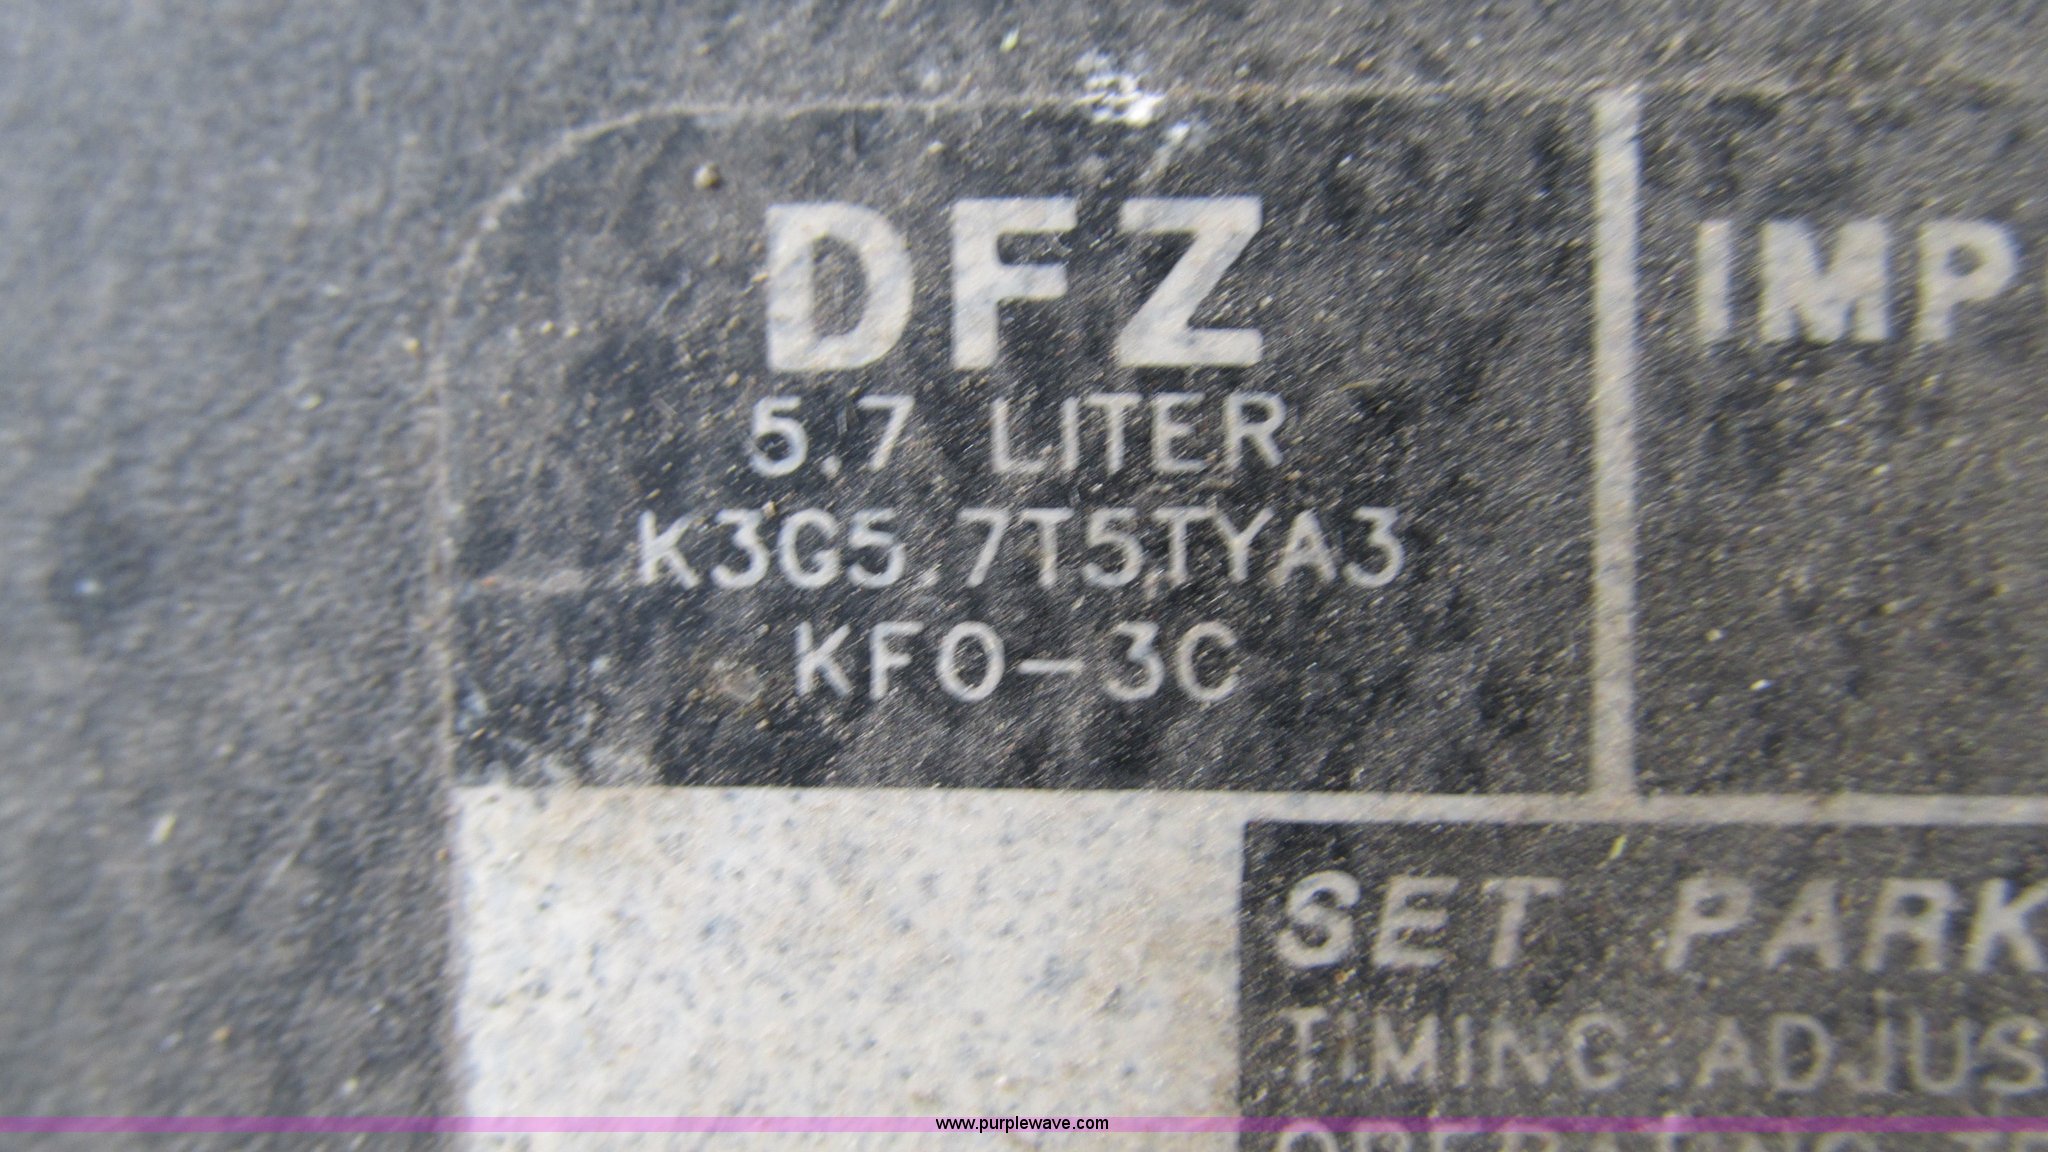 DFZ
5.7 LITER
K3G5.7T5TYA3
KFO-3C
IMP
SET PARK
TIMING. ADJUS
www.purplewave.com